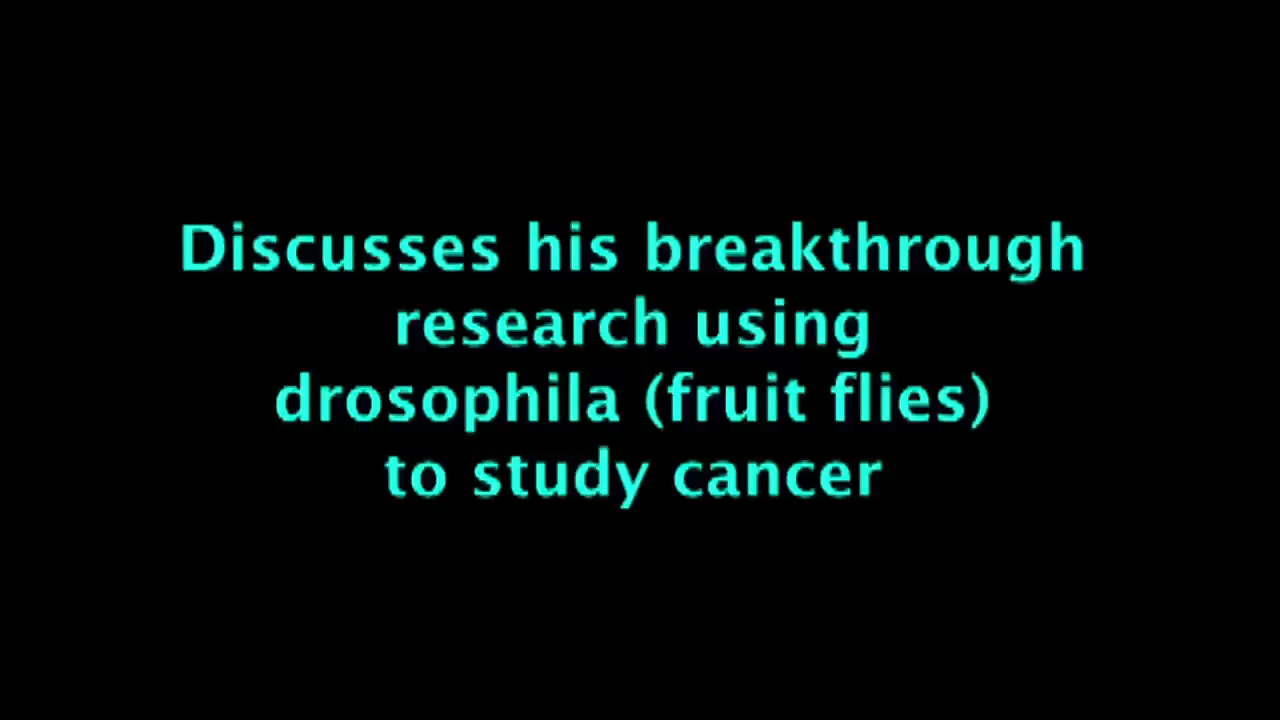 Discusses his breakthrough
research using
drosophila (fruit flies)
to study cancer